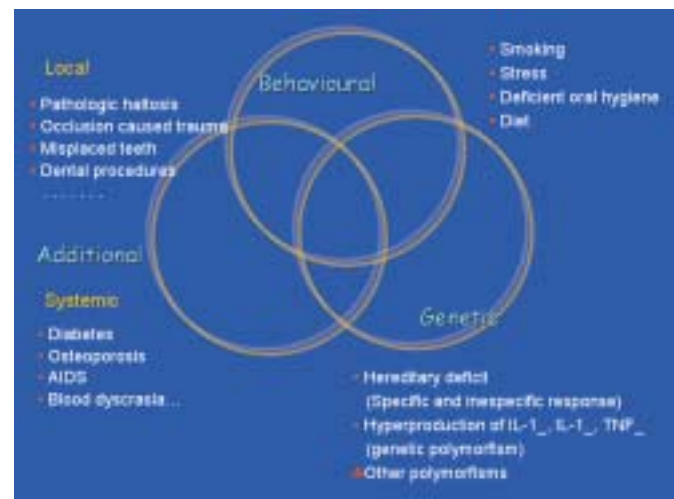 Local
Pathologic halitosis
Occlusion caused trauma
Misplaced teeth
Dental procedures
.......
Behavioural
Smoking
Stress
Deficient oral hygiene
Diet
Additional
Systemic
Diabetes
Osteoporosis
AIDS
Blood dyscrasia...
Genetic
Hereditary deficit
(Specific and inespecific response)
Hyperproduction of IL-1_, IL-1_, TNF_
(genetic polymorfism)
Other polymorfisms